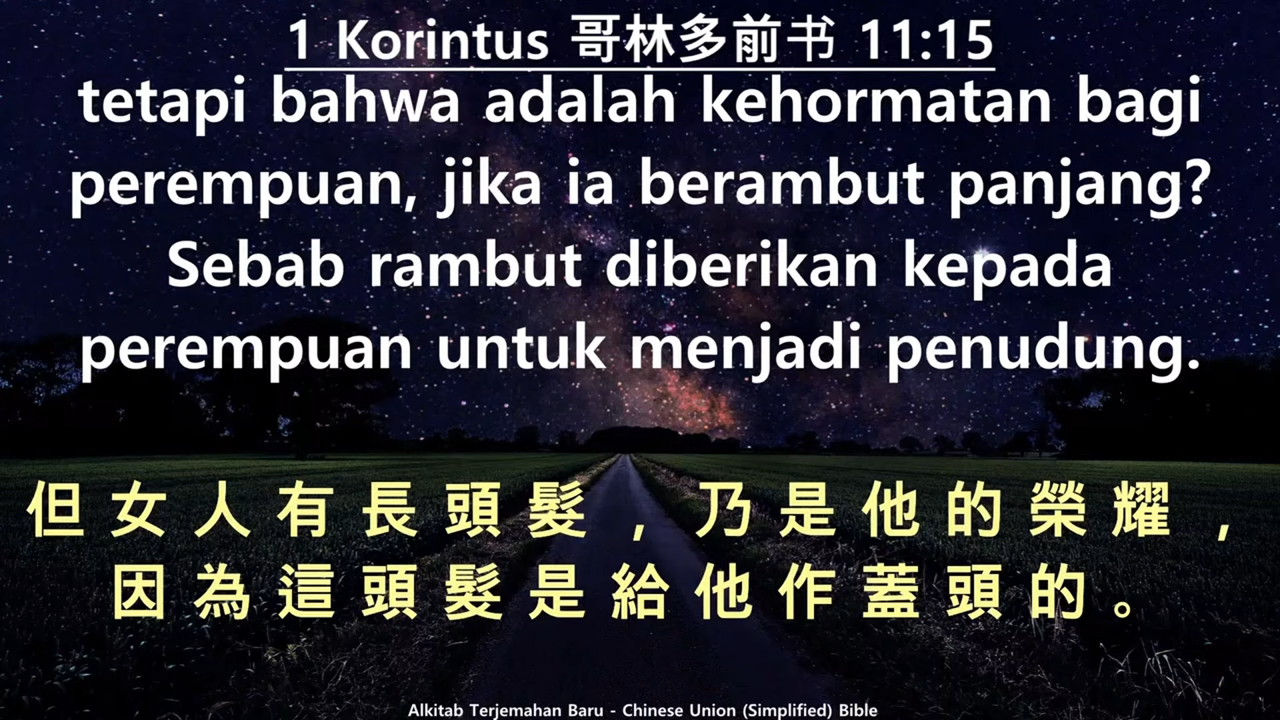 1 Korintus 哥林多前书 11:15
tetapi bahwa adalah kehormatan bagi
perempuan, jika ia berambut panjang?
Sebab rambut diberikan kepada
perempuan untuk menjadi penudung.
但女人有長頭髮，乃是他的榮耀，
因為這頭髮是給他作蓋頭的。
Alkitab Terjemahan Baru - Chinese Union (Simplified) Bible